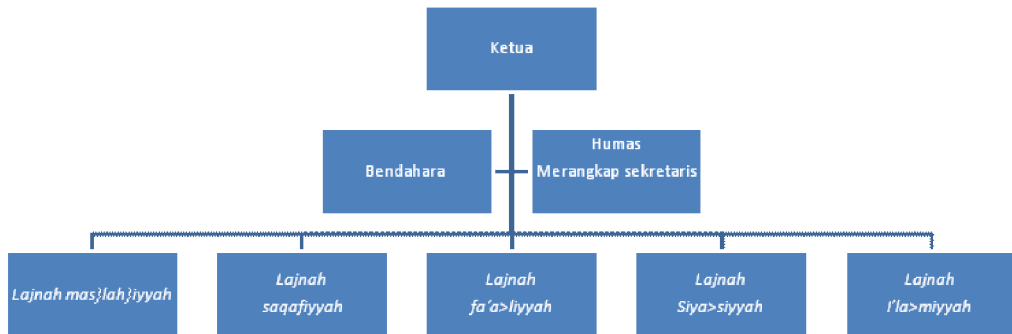 Ketua
Bendahara
Humas
Merangkap sekretaris
Lajnah mas}lah}iyyah
Lajnah
saqafiyyah
Lajnah
fa’a>liyyah
Lajnah
Siya>siyyah
Lajnah
I’la>miyyah